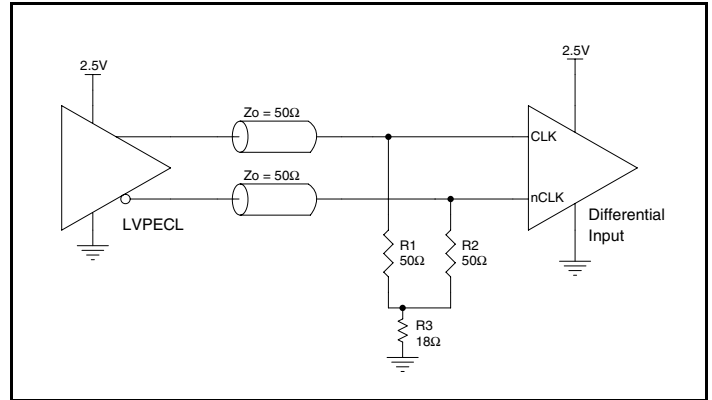 2.5V
2.5V
Zo = 50Ω
CLK
Zo = 50Ω
nCLK
LVPECL
Differential
Input
R1
50Ω
R2
50Ω
R3
18Ω